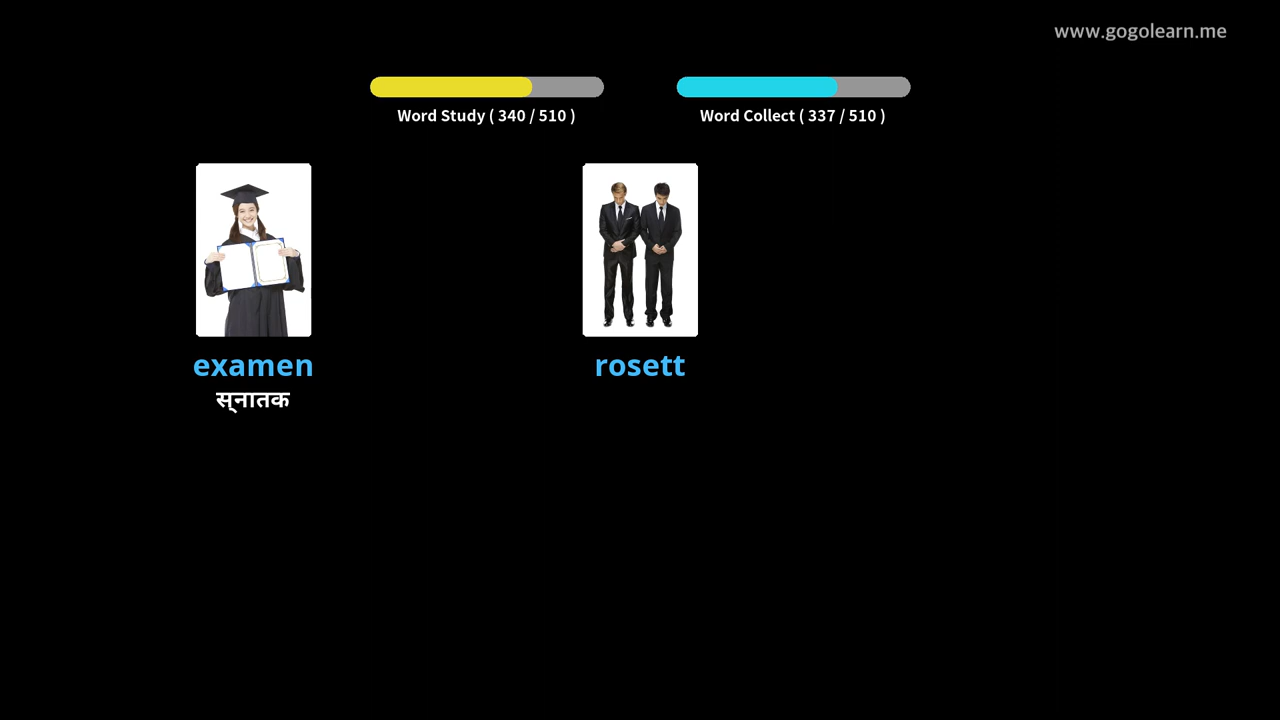 www.gogolearn.me
Word Study ( 340 / 510 )
Word Collect ( 337 / 510 )
examen
स्नातक
rosett